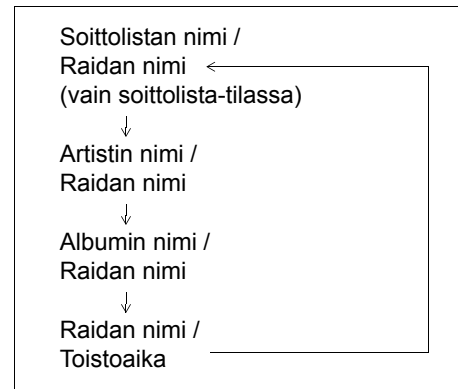 Soittolistan nimi /
Raidan nimi
(vain soittolista-tilassa)
Artistin nimi /
Raidan nimi
Albumin nimi /
Raidan nimi
Raidan nimi /
Toistoaika